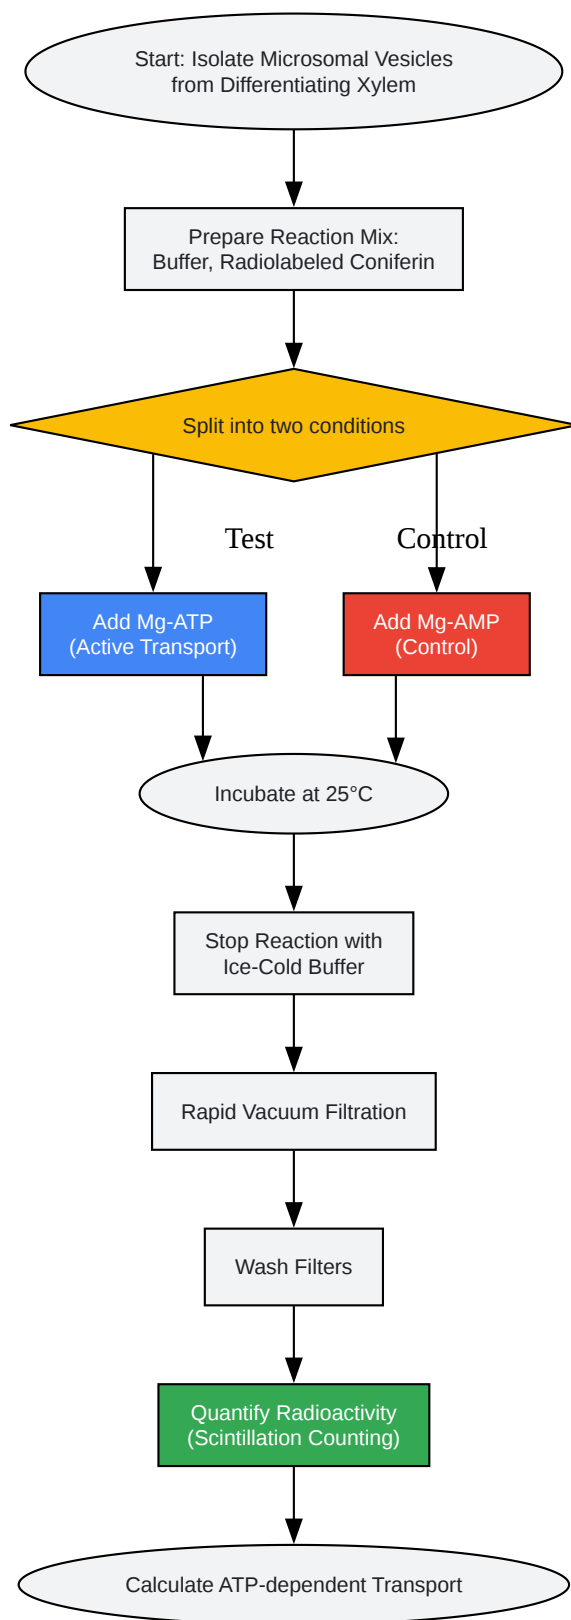 Start: Isolate Microsomal Vesicles
from Differentiating Xylem
Prepare Reaction Mix:
Buffer, Radiolabeled Coniferin
Split into two conditions
Test
Control
Add Mg-ATP
(Active Transport)
Add Mg-AMP
(Control)
Incubate at 25°C
Stop Reaction with
Ice-Cold Buffer
Rapid Vacuum Filtration
Wash Filters
Quantify Radioactivity
(Scintillation Counting)
Calculate ATP-dependent Transport